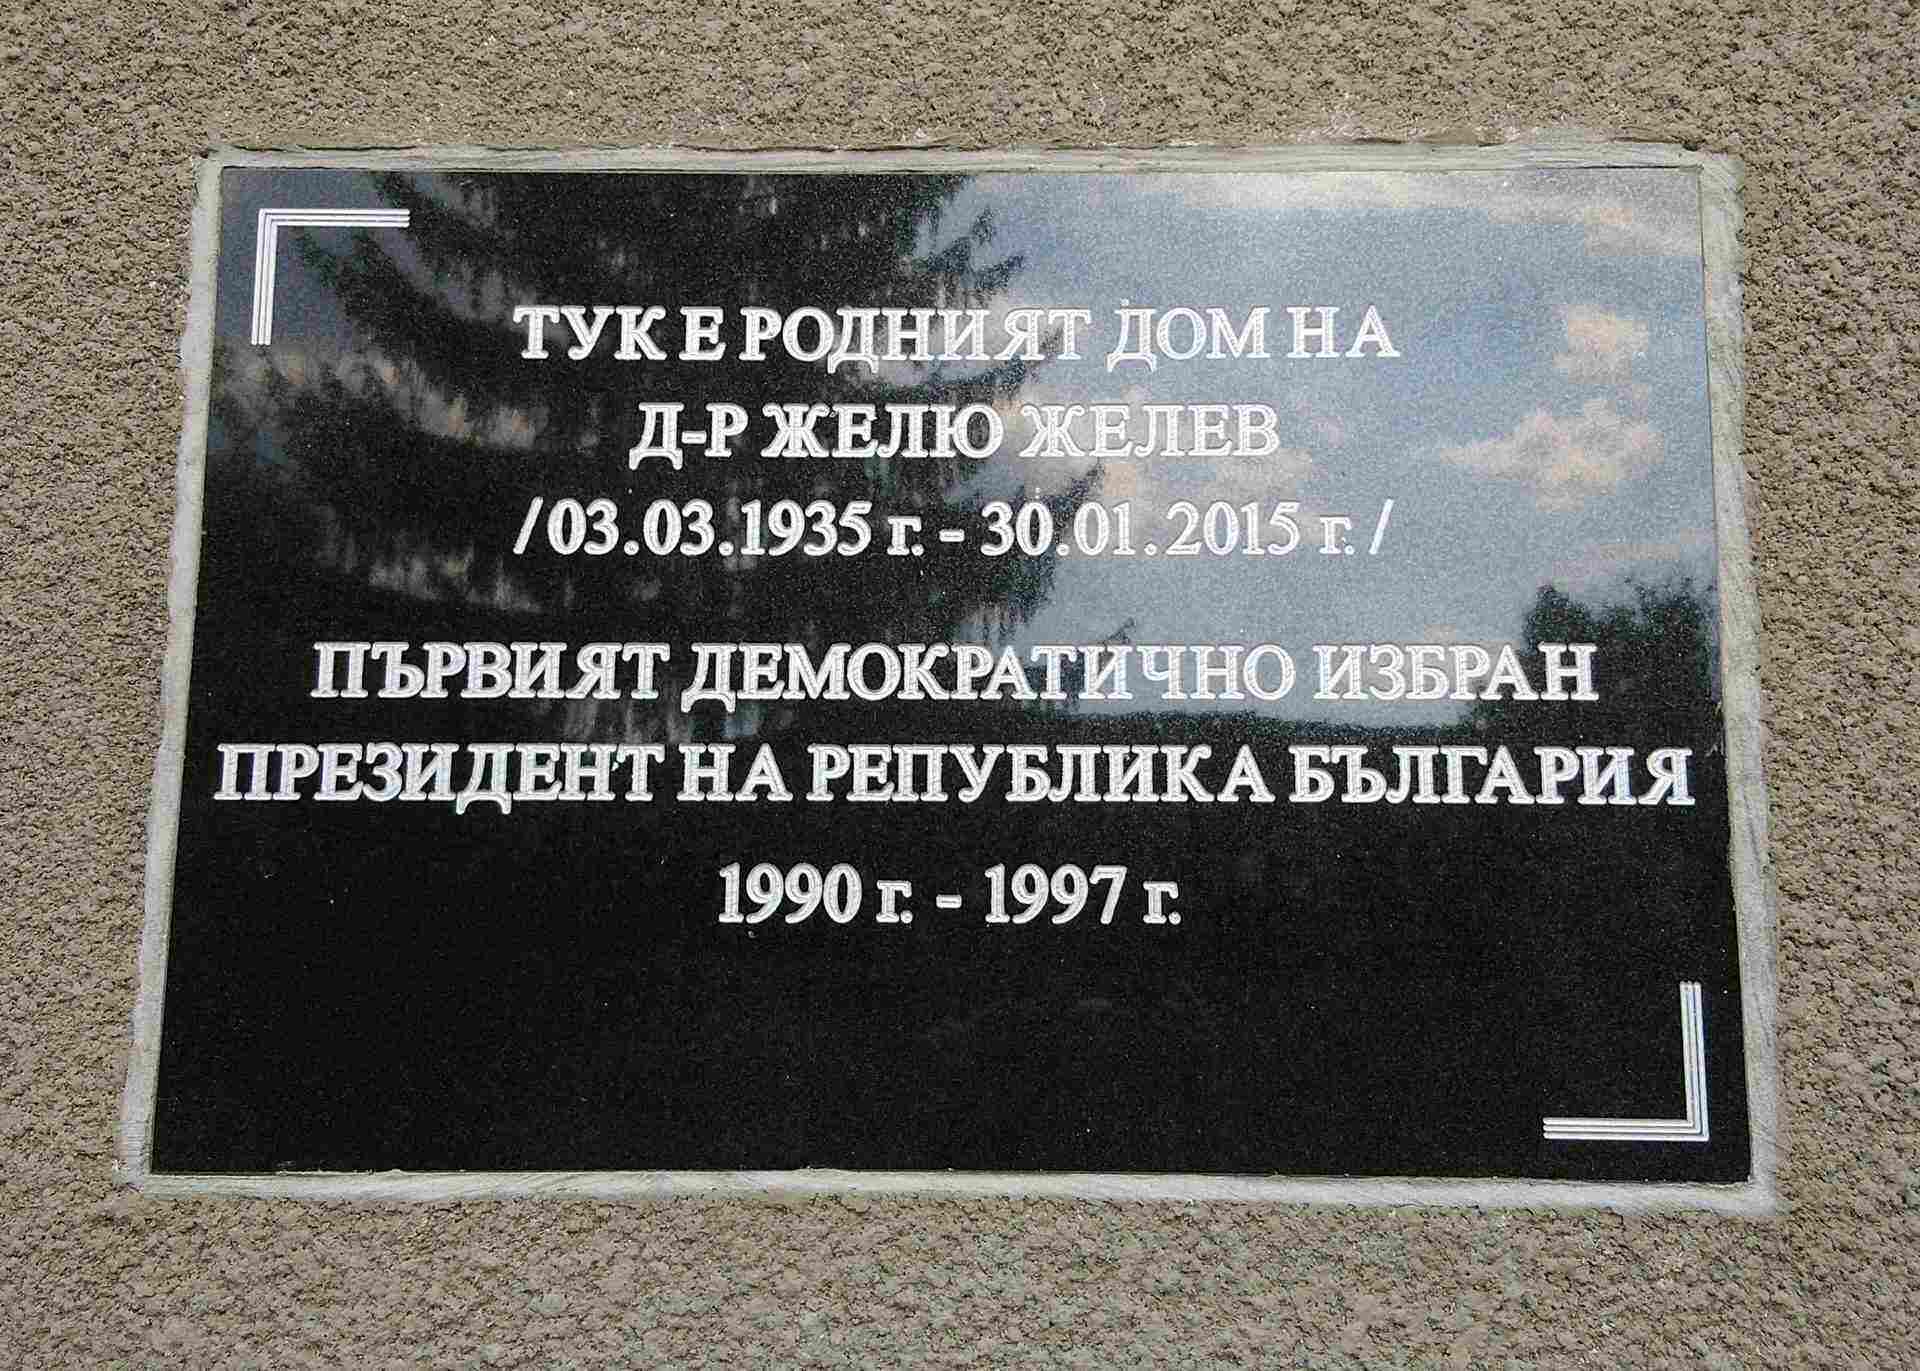 ТУК Е РОДНИЯТ ДОМ НА
Д-Р ЖЕЛЮ ЖЕЛЕВ
/03.03.1935 г. - 30.01.2015 г. /
ПЪРВИЯТ ДЕМОКРАТИЧНО ИЗБРАН
ПРЕЗИДЕНТ НА РЕПУБЛИКА БЪЛГАРИЯ
1990 г. - 1997 г.